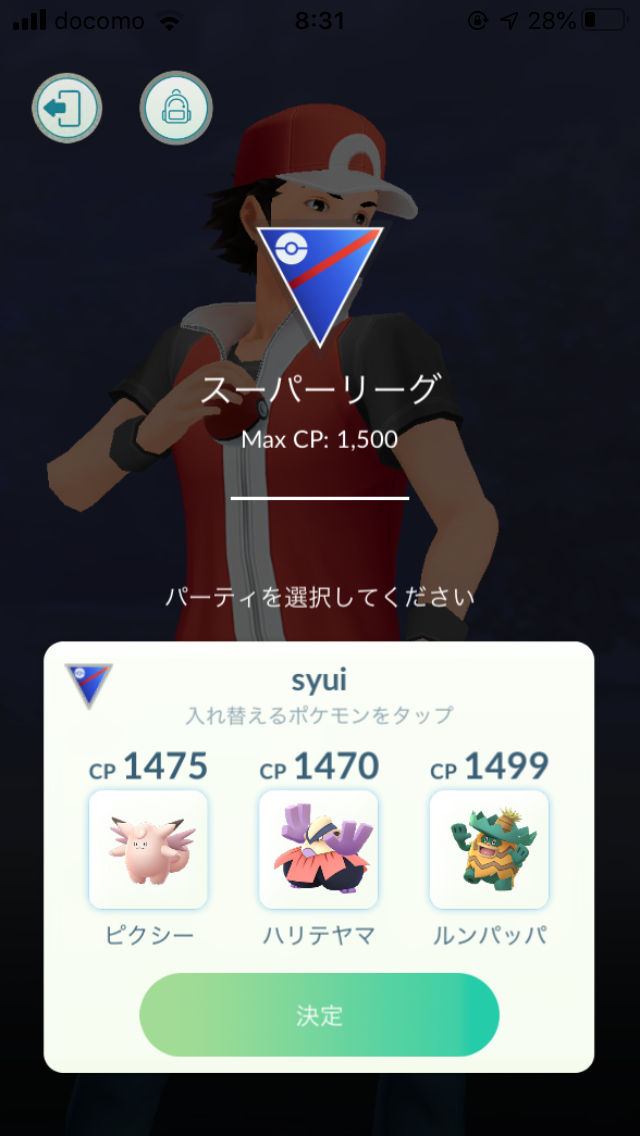 docomo 8:31 28%
スーパーリーグ
Max CP: 1,500
パーティを選択してください
syui
入れ替えるポケモンをタップ
CP 1475 CP 1470 CP 1499
ピクシー ハリテヤマ ルンパッパ
決定